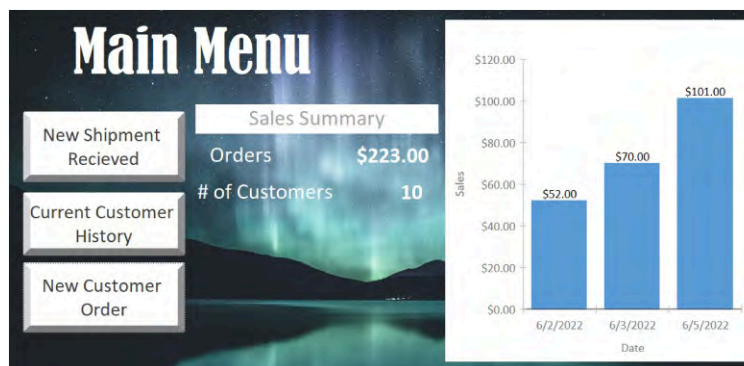 Main Menu
New Shipment
Recieved
Current Customer
History
New Customer
Order
Sales Summary
Orders $223.00
# of Customers 10
$120.00
$100.00
$80.00
$60.00
$40.00
$20.00
$0.00
Sales
$52.00
$70.00
$101.00
6/2/2022 6/3/2022 6/5/2022
Date